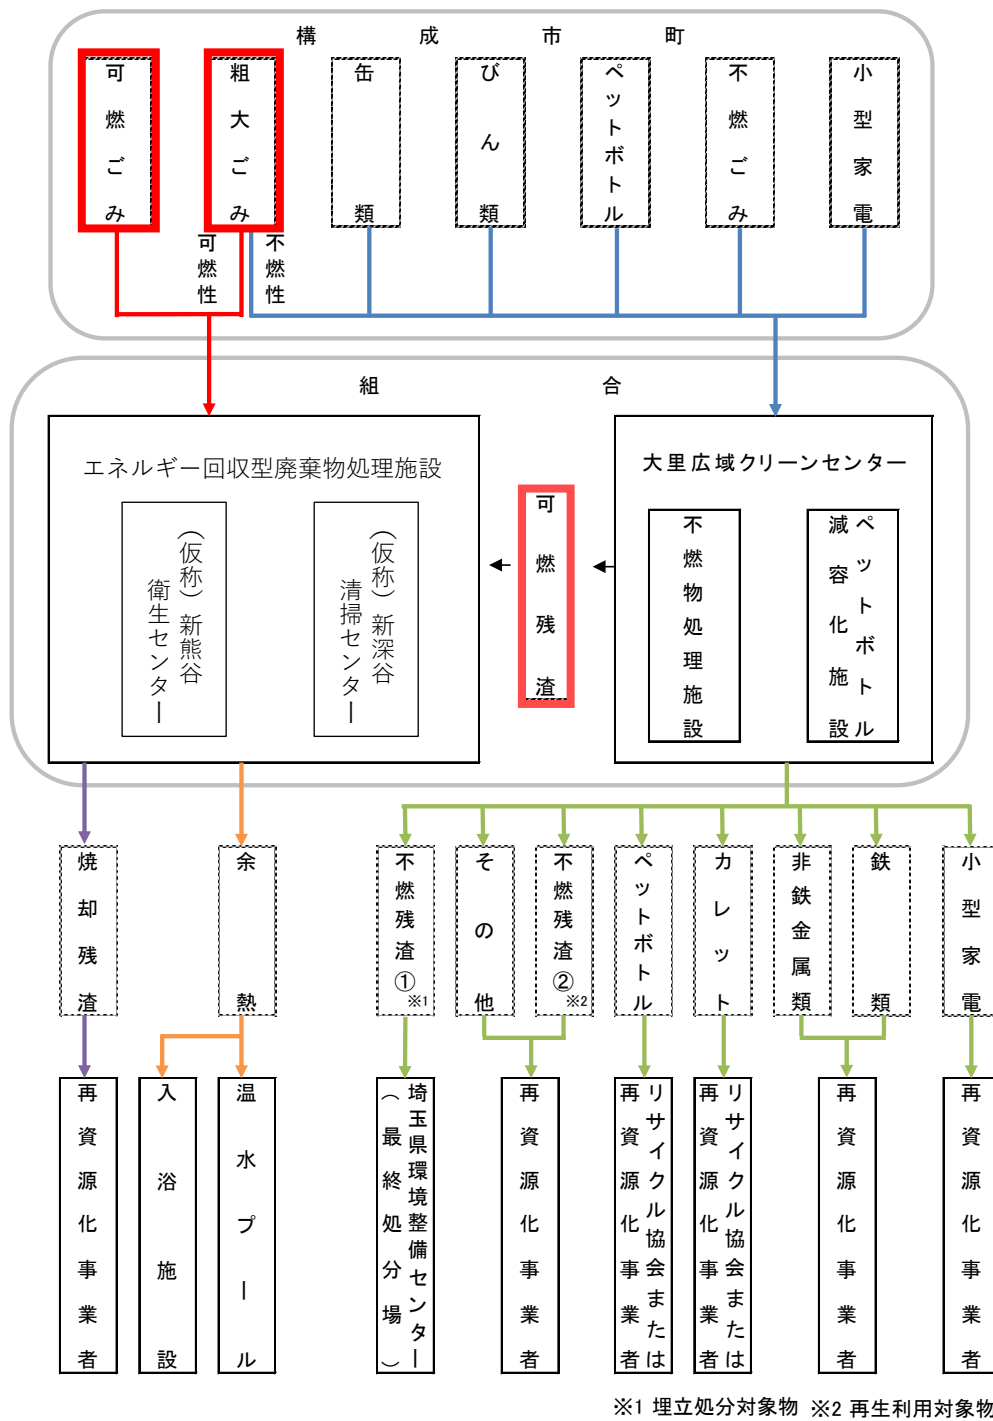 構成市町
可燃ごみ
粗大ごみ
缶類
びん類
ペットボトル
不燃ごみ
小型家電
可燃性
不燃性
組合
エネルギー回収型廃棄物処理施設
（仮称）新熊谷
衛生センター
（仮称）新深谷
清掃センター
可燃残渣
大里広域クリーンセンター
不燃物処理施設
ペットボトル
減容化施設
焼却残渣
余熱
不燃残渣①※1
その他
不燃残渣②※2
ペットボトル
カレット
非鉄金属類
鉄類
小型家電
再資源化事業者
入浴施設
温水プール
埼玉県環境整備センター
（最終処分場）
再資源化事業者
リサイクル協会または
再資源化事業者
リサイクル協会または
再資源化事業者
再資源化事業者
再資源化事業者
※1 埋立処分対象物 ※2 再生利用対象物